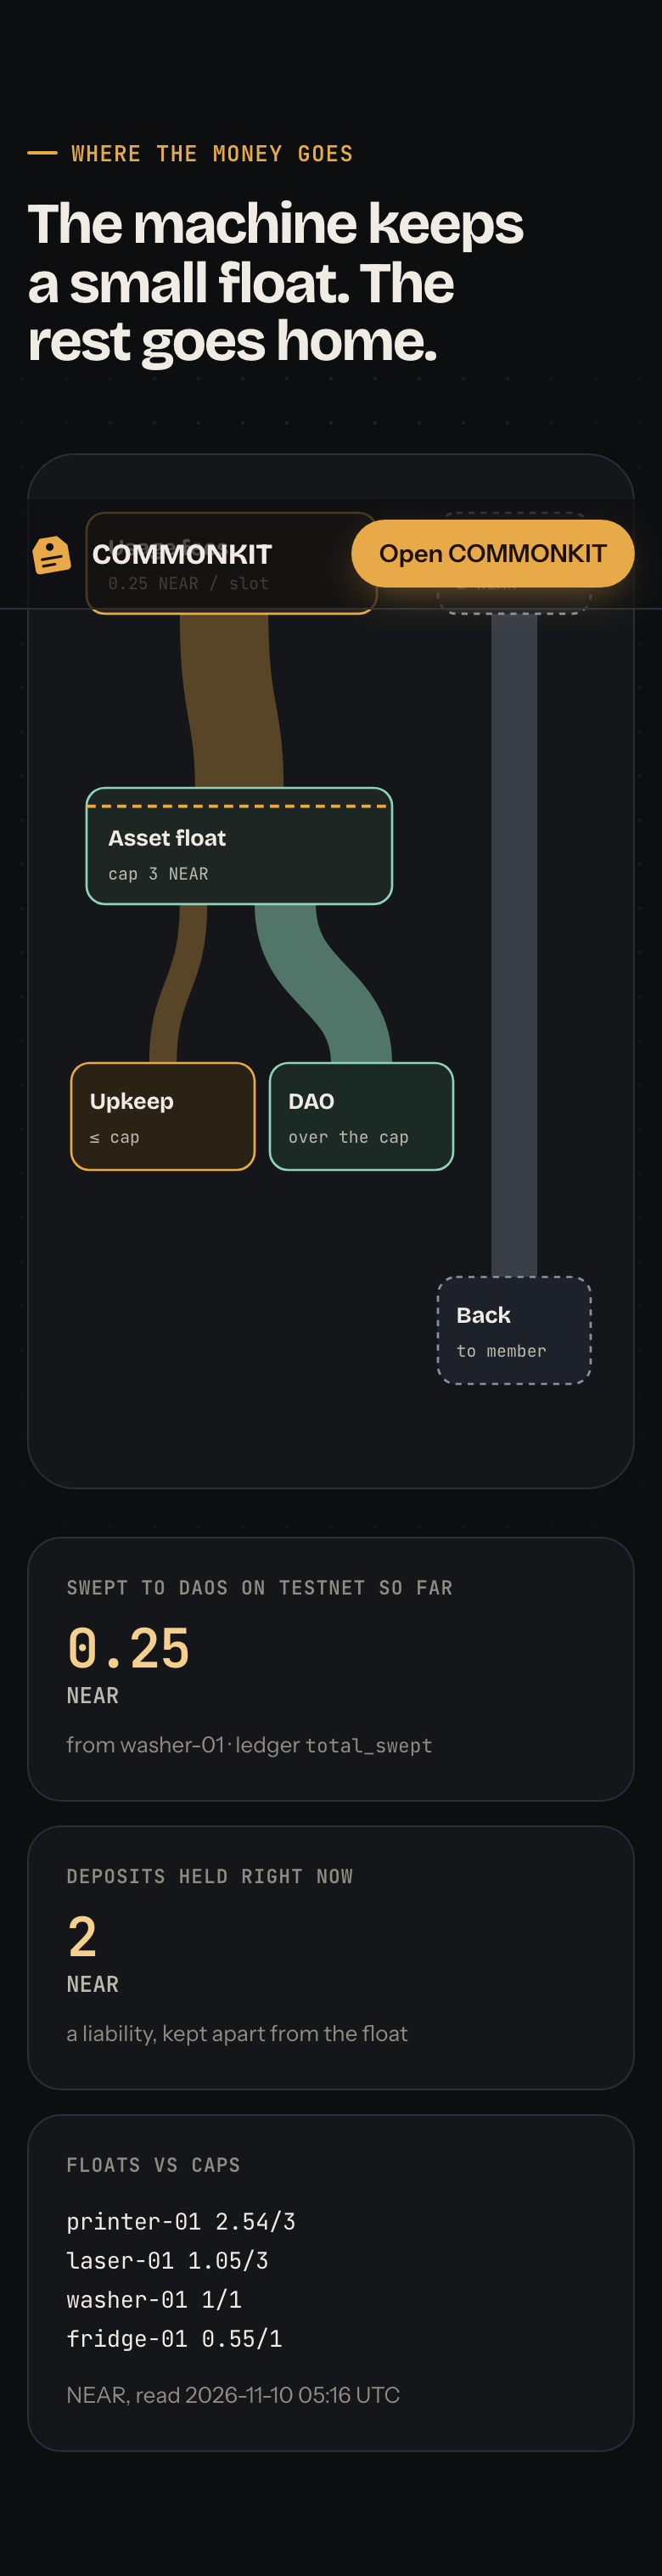 WHERE THE MONEY GOES
The machine keeps
a small float. The
rest goes home.
COMMONKIT
Open COMMONKIT
0.25 NEAR / slot
Asset float
cap 3 NEAR
Upkeep
≤ cap
DAO
over the cap
Back
to member
SWEPT TO DAOS ON TESTNET SO FAR
0.25
NEAR
from washer-01 · ledger total_swept
DEPOSITS HELD RIGHT NOW
2
NEAR
a liability, kept apart from the float
FLOATS VS CAPS
printer-01 2.54/3
laser-01 1.05/3
washer-01 1/1
fridge-01 0.55/1
NEAR, read 2026-11-10 05:16 UTC